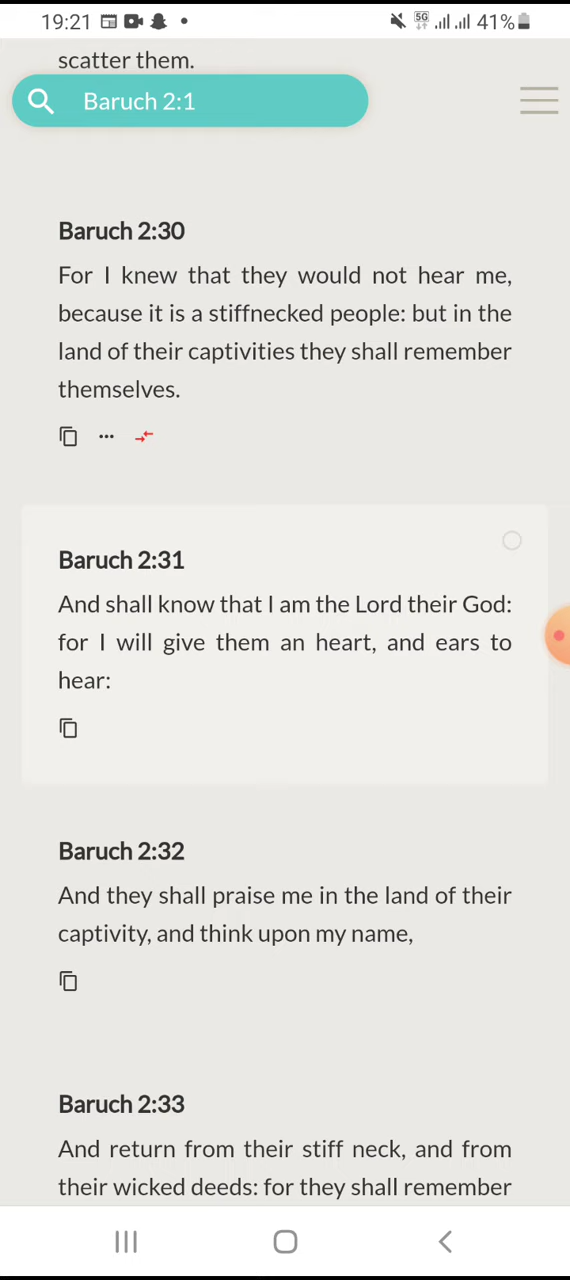 19:21
5G
41%
scatter them.
Baruch 2:1
Baruch 2:30
For I knew that they would not hear me,
because it is a stiffnecked people: but in the
land of their captivities they shall remember
themselves.
Baruch 2:31
And shall know that I am the Lord their God:
for I will give them an heart, and ears to
hear:
Baruch 2:32
And they shall praise me in the land of their
captivity, and think upon my name,
Baruch 2:33
And return from their stiff neck, and from
their wicked deeds: for they shall remember